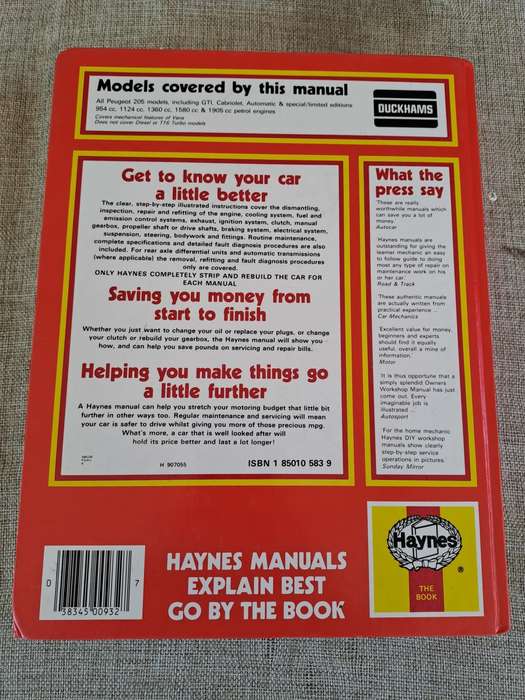 Models covered by this manual
All Peugeot 205 models, including GTI, Cabriolet, Automatic & special/limited editions
954 cc, 1124 cc, 1360 cc, 1580 cc & 1905 cc petrol engines
Covers mechanical features of Vans
Does not cover Diesel or T16 Turbo models
DUCKHAMS
Get to know your car
a little better
The clear, step-by-step illustrated instructions cover the dismantling,
inspection, repair and refitting of the engine, cooling system, fuel and
emission control systems, exhaust, ignition system, clutch, manual
gearbox, propeller shaft or drive shafts, braking system, electrical system,
suspension, steering, bodywork and fittings. Routine maintenance,
complete specifications and detailed fault diagnosis procedures are also
included. For rear axle differential units and automatic transmissions
(where applicable) the removal, refitting and fault diagnosis procedures
only are covered.
ONLY HAYNES COMPLETELY STRIP AND REBUILD THE CAR FOR
EACH MANUAL
Saving you money from
start to finish
Whether you just want to change your oil or replace your plugs, or change
your clutch or rebuild your gearbox, the Haynes manual will show you
how, and can help you save pounds on servicing and repair bills.
Helping you make things go
a little further
A Haynes manual can help you stretch your motoring budget that little bit
further in other ways too. Regular maintenance and servicing will mean
your car is safer to drive whilst giving you more of those precious mpg.
What's more, a car that is well looked after will
hold its price better and last a lot longer!
H 907055
ISBN 1 85010 583 9
What the
press say
'These are really
worthwhile manuals which
can save you a lot of
money.'
Autocar
'Haynes manuals are
outstanding for giving the
learner mechanic an easy
to follow guide to doing
most any type of repair on
maintenance work on his
or her car.'
Road & Track
'These authentic manuals
are actually written from
practical experience ...
Car Mechanics
'Excellent value for money,
beginners and experts
should find it equally
useful, overall a mine of
information.'
Motor
'It is thus opportune that a
simply splendid Owners
Workshop Manual has just
come out. Every
imaginable job is
illustrated ...
Autosport
'For the home mechanic
Haynes DIY workshop
manuals show clearly
step-by-step service
operations in pictures.'
Sunday Mirror
0 38345 00932 7
HAYNES MANUALS
EXPLAIN BEST
GO BY THE BOOK
Haynes
®
THE
BOOK